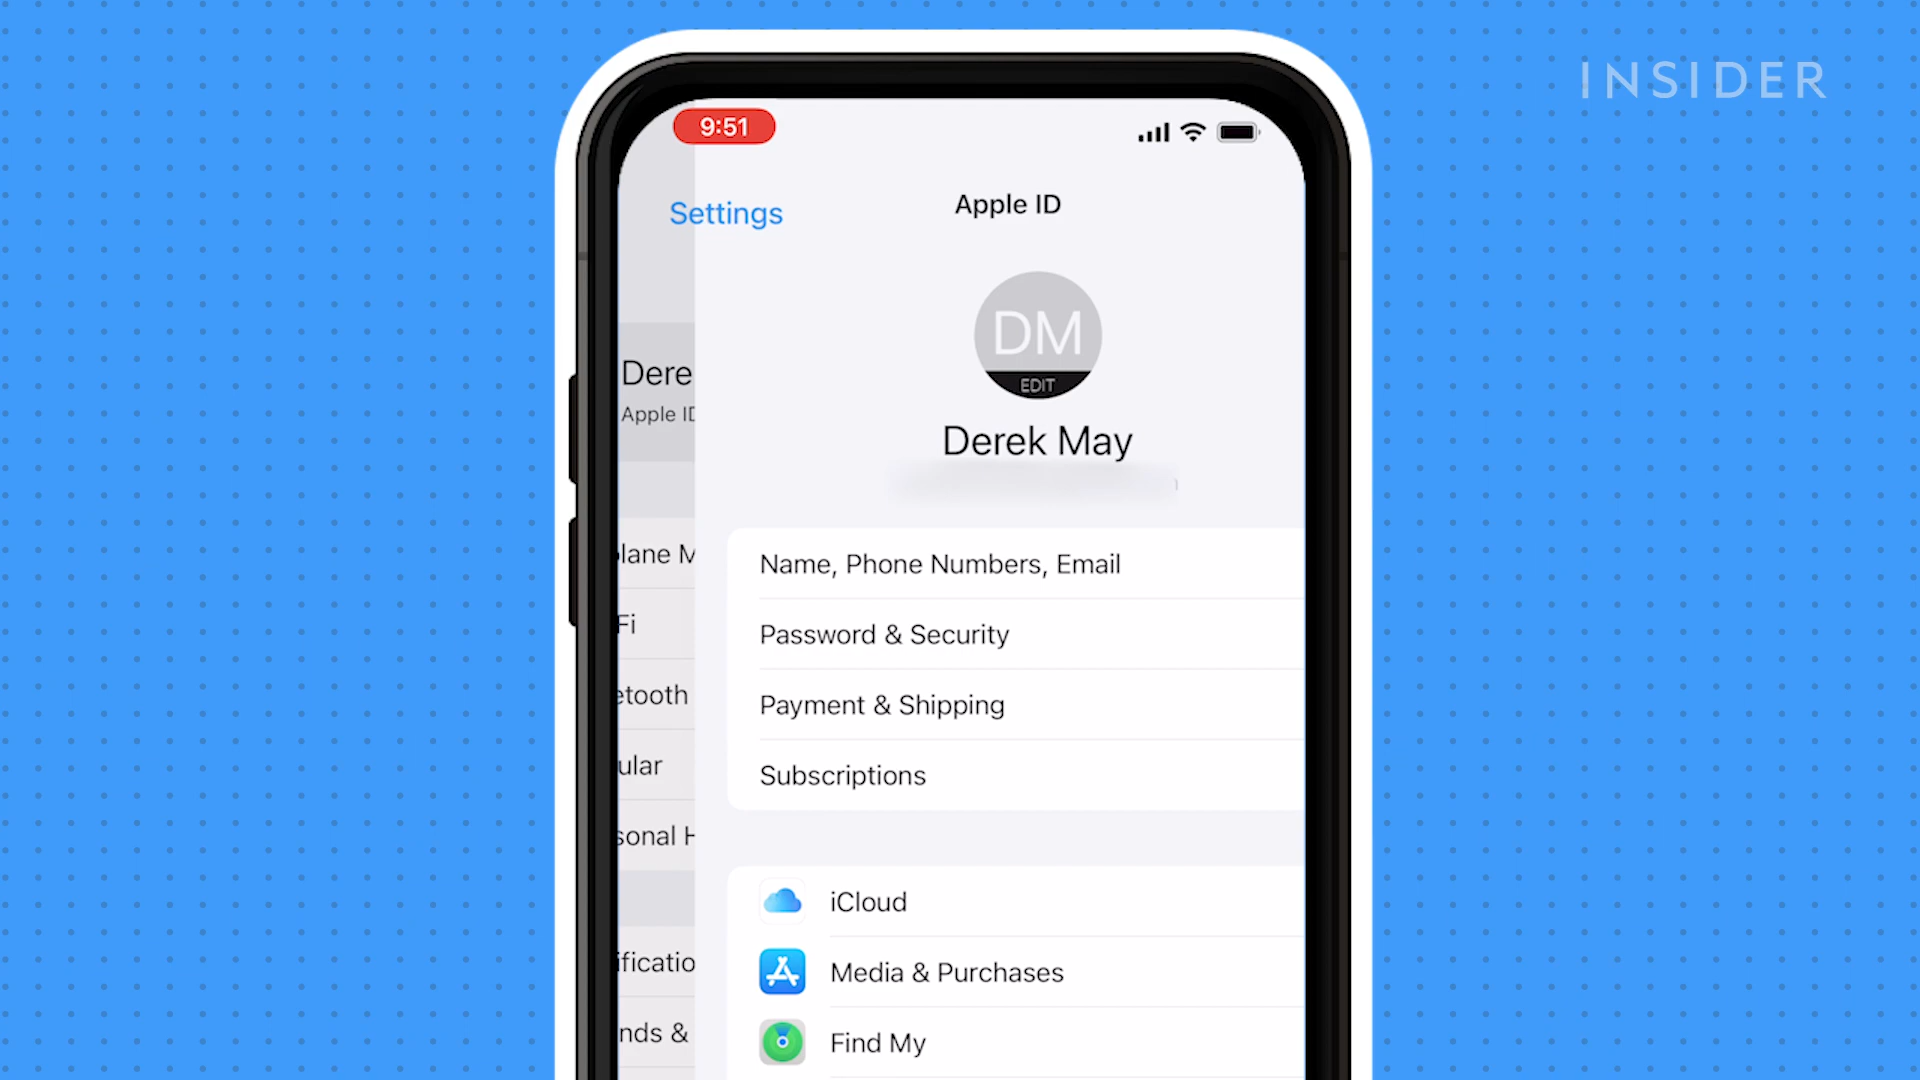 INSIDER
9:51
Settings
Apple ID
DM
EDIT
Derek May
Dere
Apple ID
Name, Phone Numbers, Email
Password & Security
Payment & Shipping
Subscriptions
iCloud
Media & Purchases
Find My
plane M
Fi
etooth
ular
sonal H
ificatio
nds &